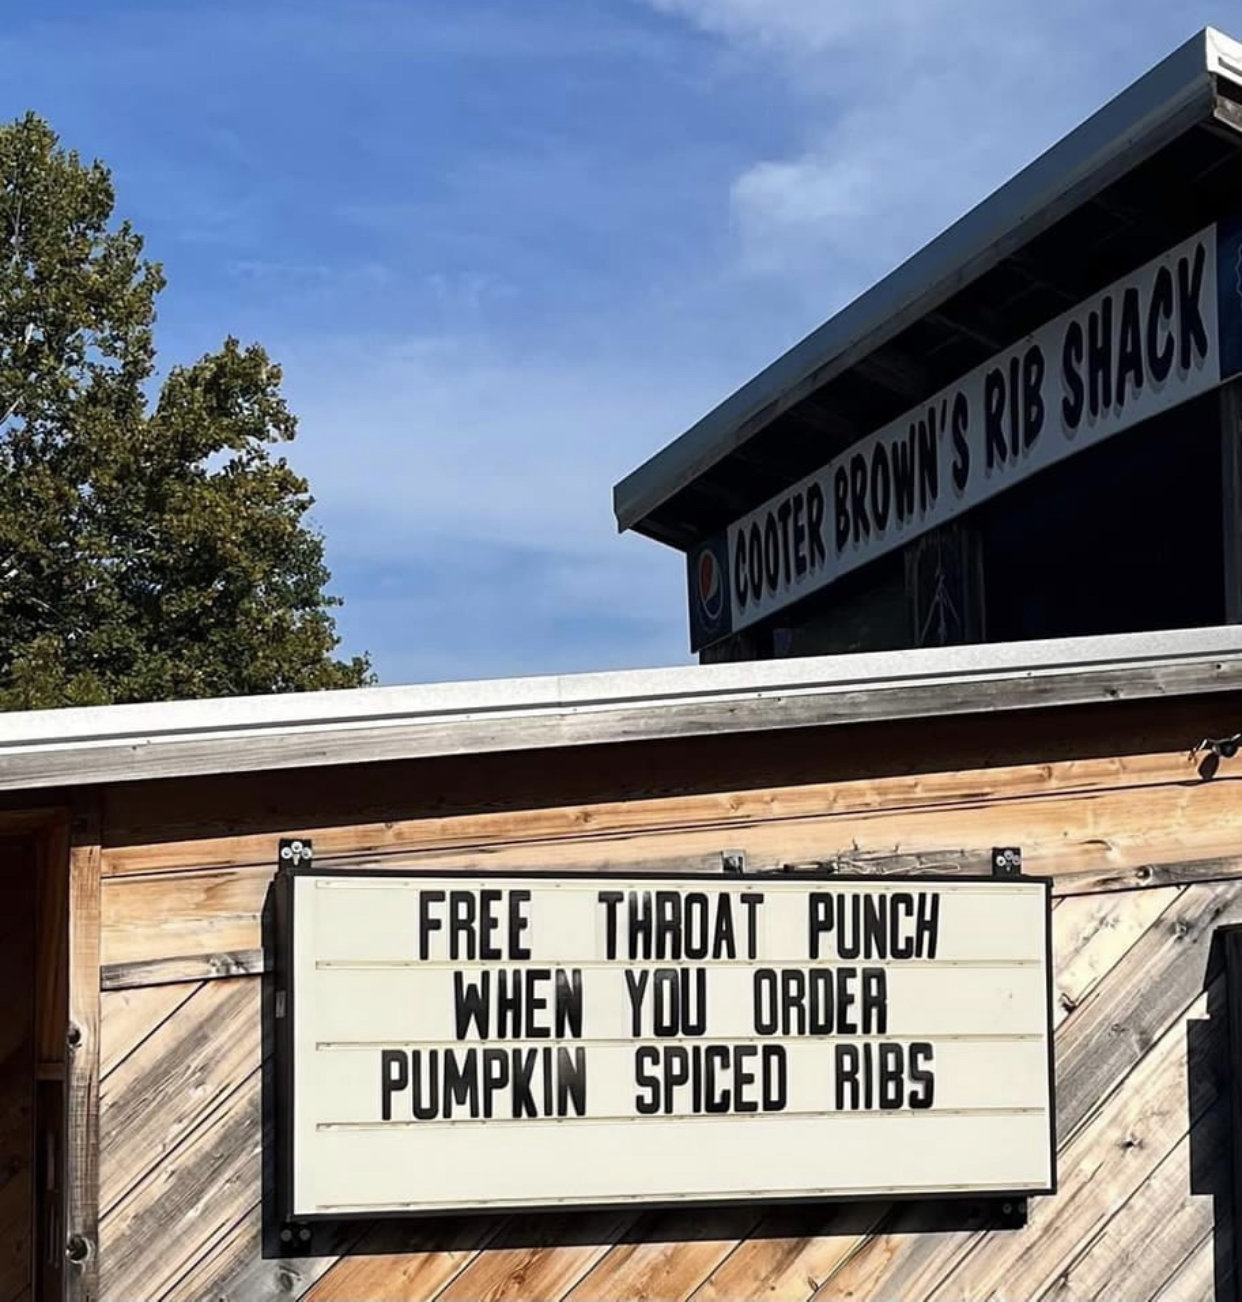 COOTER BROWN'S RIB SHACK
FREE THROAT PUNCH
WHEN YOU ORDER
PUMPKIN SPICED RIBS